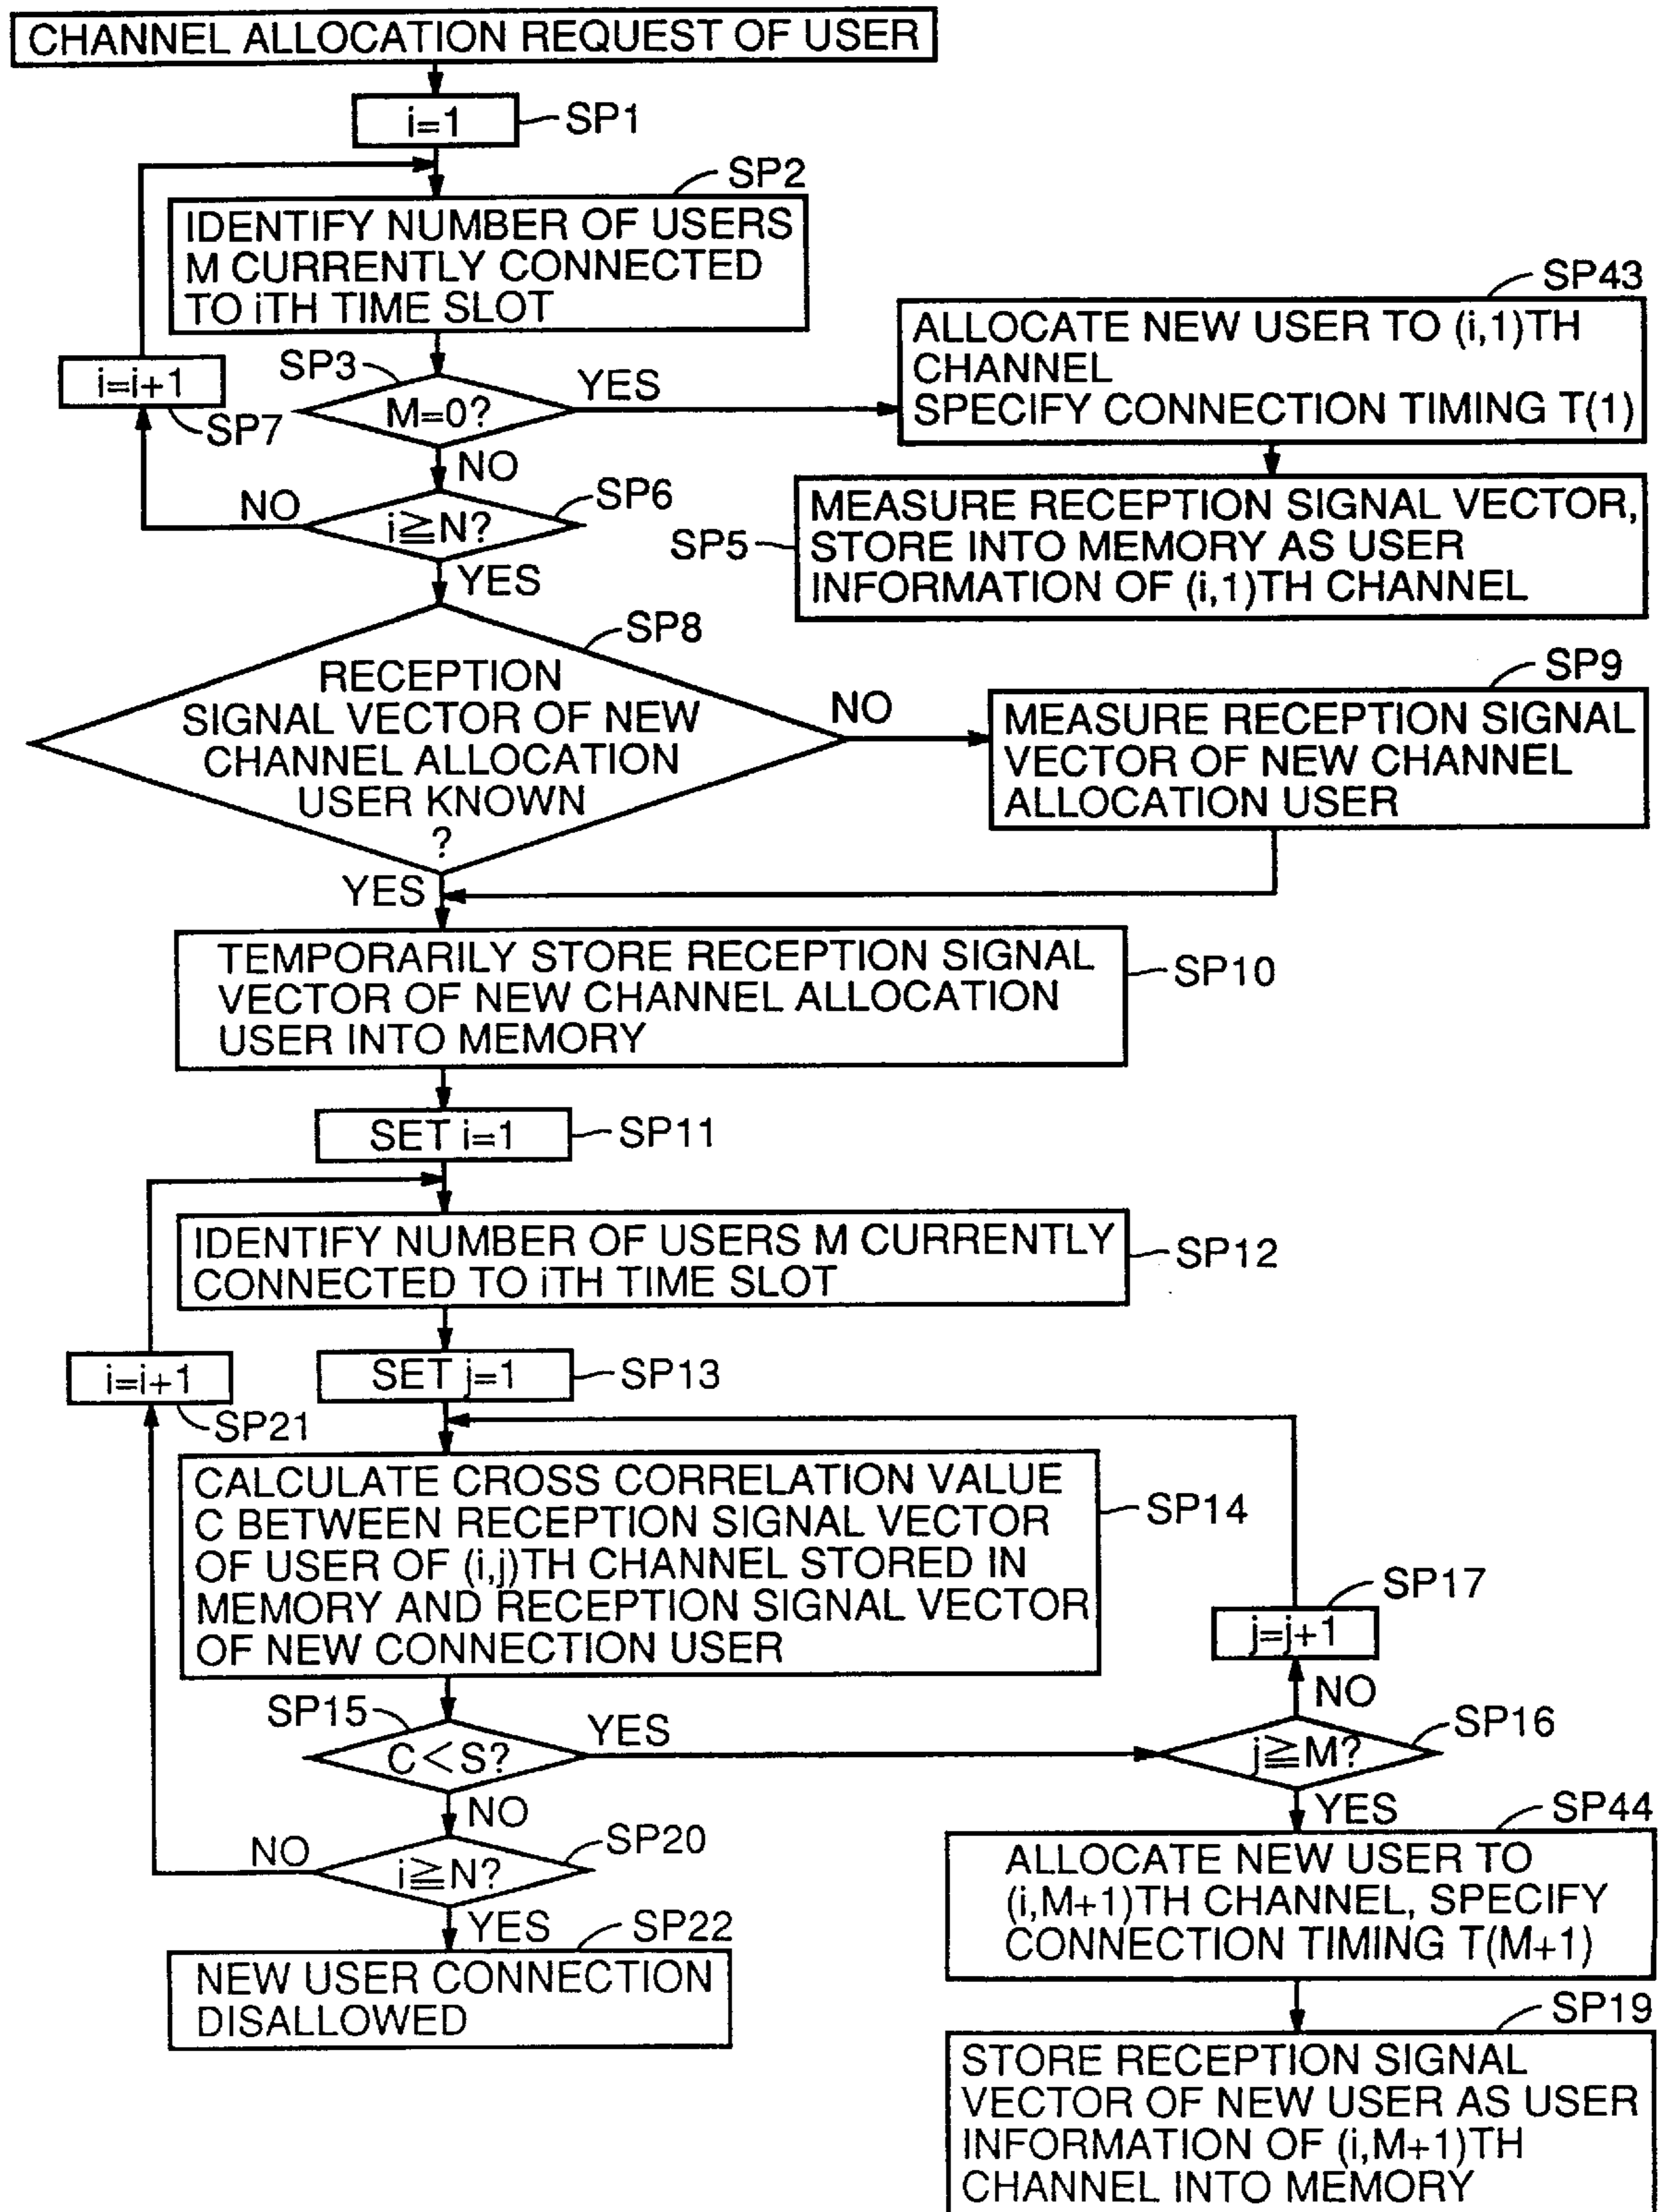 CHANNEL ALLOCATION REQUEST OF USER
i=1
SP1
SP2
IDENTIFY NUMBER OF USERS
M CURRENTLY CONNECTED
TO iTH TIME SLOT
SP43
ALLOCATE NEW USER TO (i,1)TH
CHANNEL
SPECIFY CONNECTION TIMING T(1)
i=i+1
SP7
SP3
M=0?
YES
NO
SP6
i≧N?
NO
YES
SP5
MEASURE RECEPTION SIGNAL VECTOR,
STORE INTO MEMORY AS USER
INFORMATION OF (i,1)TH CHANNEL
SP8
RECEPTION
SIGNAL VECTOR OF NEW
CHANNEL ALLOCATION
USER KNOWN
?
NO
YES
SP9
MEASURE RECEPTION SIGNAL
VECTOR OF NEW CHANNEL
ALLOCATION USER
TEMPORARILY STORE RECEPTION SIGNAL
VECTOR OF NEW CHANNEL ALLOCATION
USER INTO MEMORY
SP10
SET i=1
SP11
IDENTIFY NUMBER OF USERS M CURRENTLY
CONNECTED TO iTH TIME SLOT
SP12
i=i+1
SP21
SET j=1
SP13
CALCULATE CROSS CORRELATION VALUE
C BETWEEN RECEPTION SIGNAL VECTOR
OF USER OF (i,j)TH CHANNEL STORED IN
MEMORY AND RECEPTION SIGNAL VECTOR
OF NEW CONNECTION USER
SP14
SP17
j=j+1
NO
SP15
C<S?
YES
NO
SP16
j≧M?
YES
SP20
i≧N?
NO
YES
SP44
ALLOCATE NEW USER TO
(i,M+1)TH CHANNEL, SPECIFY
CONNECTION TIMING T(M+1)
SP22
NEW USER CONNECTION
DISALLOWED
SP19
STORE RECEPTION SIGNAL
VECTOR OF NEW USER AS USER
INFORMATION OF (i,M+1)TH
CHANNEL INTO MEMORY